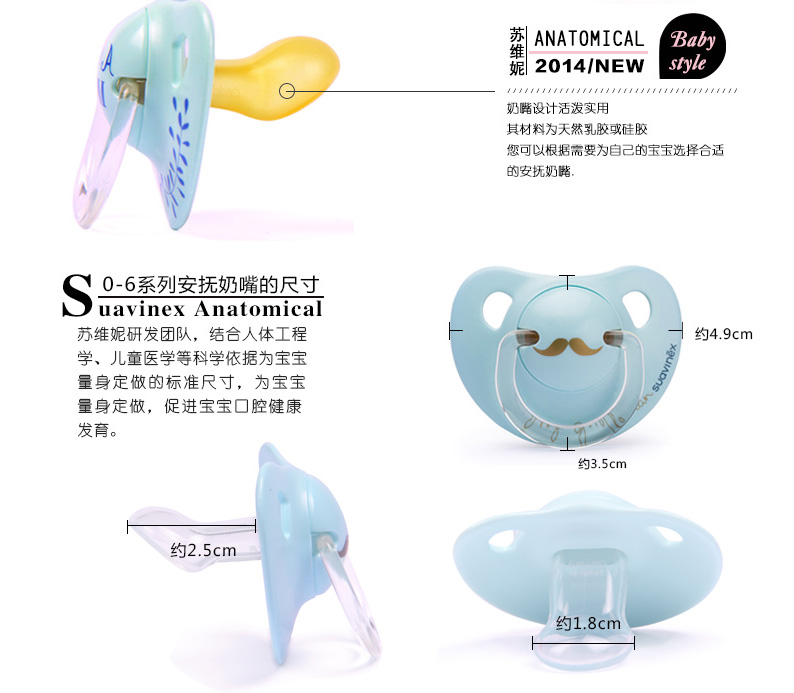 苏维妮
ANATOMICAL
2014/NEW
Baby
style
奶嘴设计活泼实用
其材料为天然乳胶或硅胶
您可以根据需要为自己的宝宝选择合适
的安抚奶嘴.
0-6系列安抚奶嘴的尺寸
Suavinex Anatomical
苏维妮研发团队，结合人体工程
学、儿童医学等科学依据为宝宝
量身定做的标准尺寸，为宝宝
量身定做，促进宝宝口腔健康
发育。
suavinex
约4.9cm
约3.5cm
约2.5cm
约1.8cm